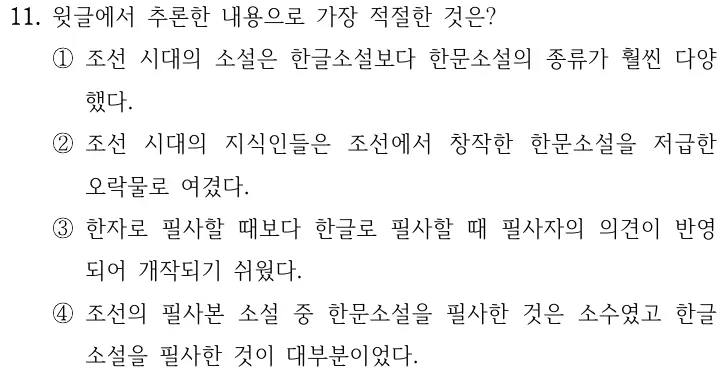 11. 윗글에서 추론한 내용으로 가장 적절한 것은?
① 조선 시대의 소설은 한글소설보다 한문소설의 종류가 훨씬 다양
했다.
② 조선 시대의 지식인들은 조선에서 창작한 한문소설을 저급한
오락물로 여겼다.
③ 한자로 필사할 때보다 한글로 필사할 때 필사자의 의견이 반영
되어 개작되기 쉬웠다.
④ 조선의 필사본 소설 중 한문소설을 필사한 것은 소수였고 한글
소설을 필사한 것이 대부분이었다.